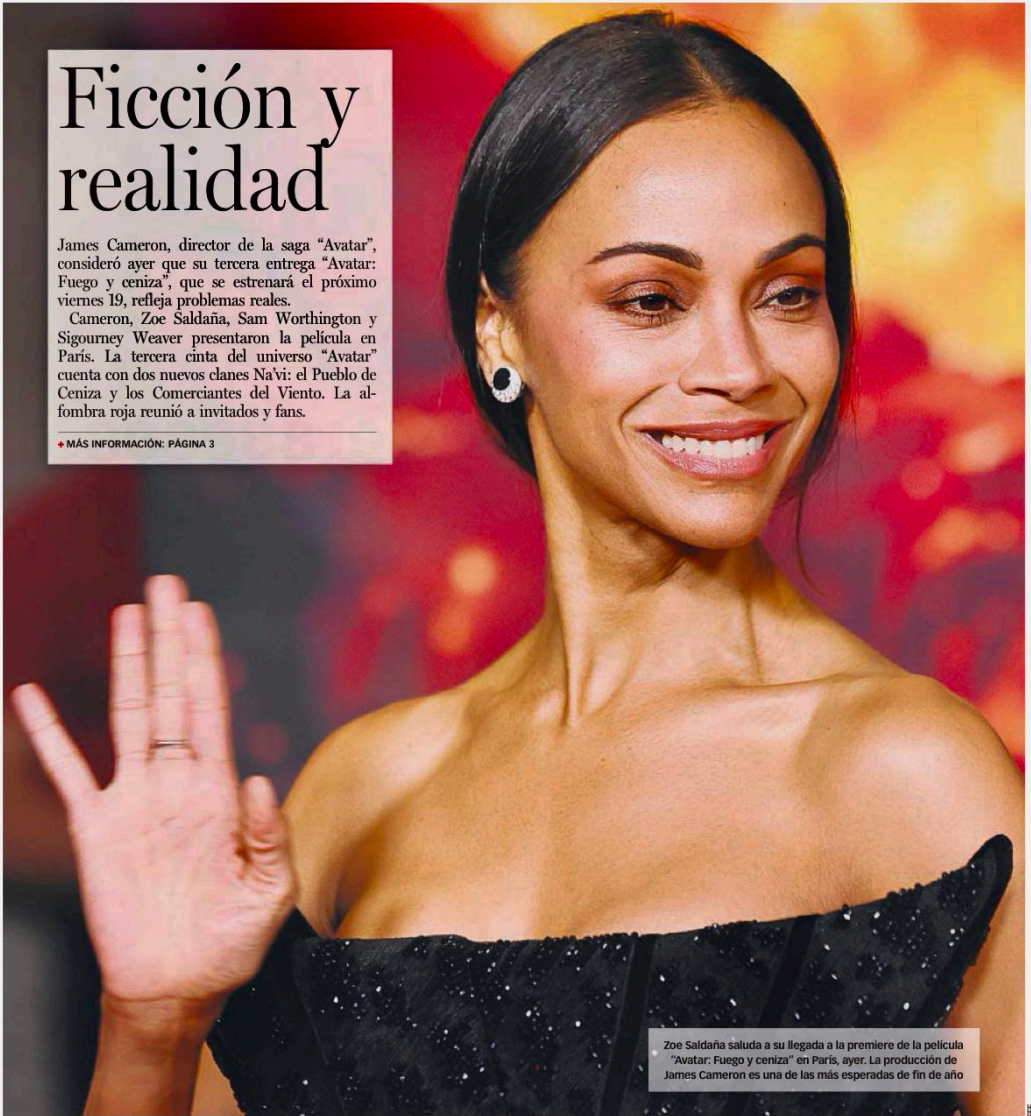 Ficción y
realidad
James Cameron, director de la saga “Avatar”,
consideró ayer que su tercera entrega “Avatar:
Fuego y ceniza”, que se estrenará el próximo
viernes 19, refleja problemas reales.
Cameron, Zoe Saldaña, Sam Worthington y
Sigourney Weaver presentaron la película en
París. La tercera cinta del universo “Avatar”
cuenta con dos nuevos clanes Na’vi: el Pueblo de
Ceniza y los Comerciantes del Viento. La al-
fombra roja reunió a invitados y fans.
+ MÁS INFORMACIÓN: PÁGINA 3
Zoe Saldaña saluda a su llegada a la premiere de la película
“Avatar: Fuego y ceniza” en París, ayer. La producción de
James Cameron es una de las más esperadas de fin de año